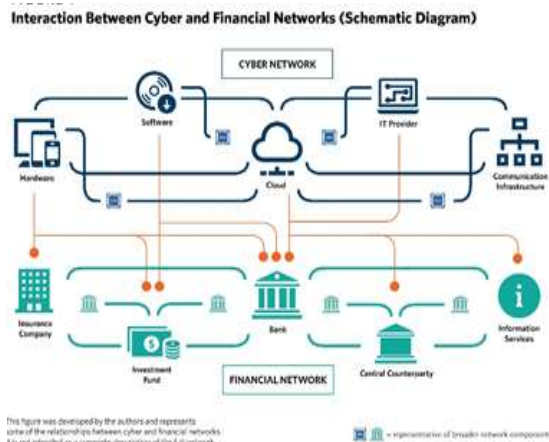 Interaction Between Cyber and Financial Networks (Schematic Diagram)
CYBER NETWORK
Software
IT Provider
Hardware
Cloud
Communication
Infrastructure
Insurance
Company
Bank
Information
Services
Investment
Fund
Central Counterparty
FINANCIAL NETWORK
This figure was developed by the authors and represents
some of the relationships between cyber and financial networks
= representation of broader network component